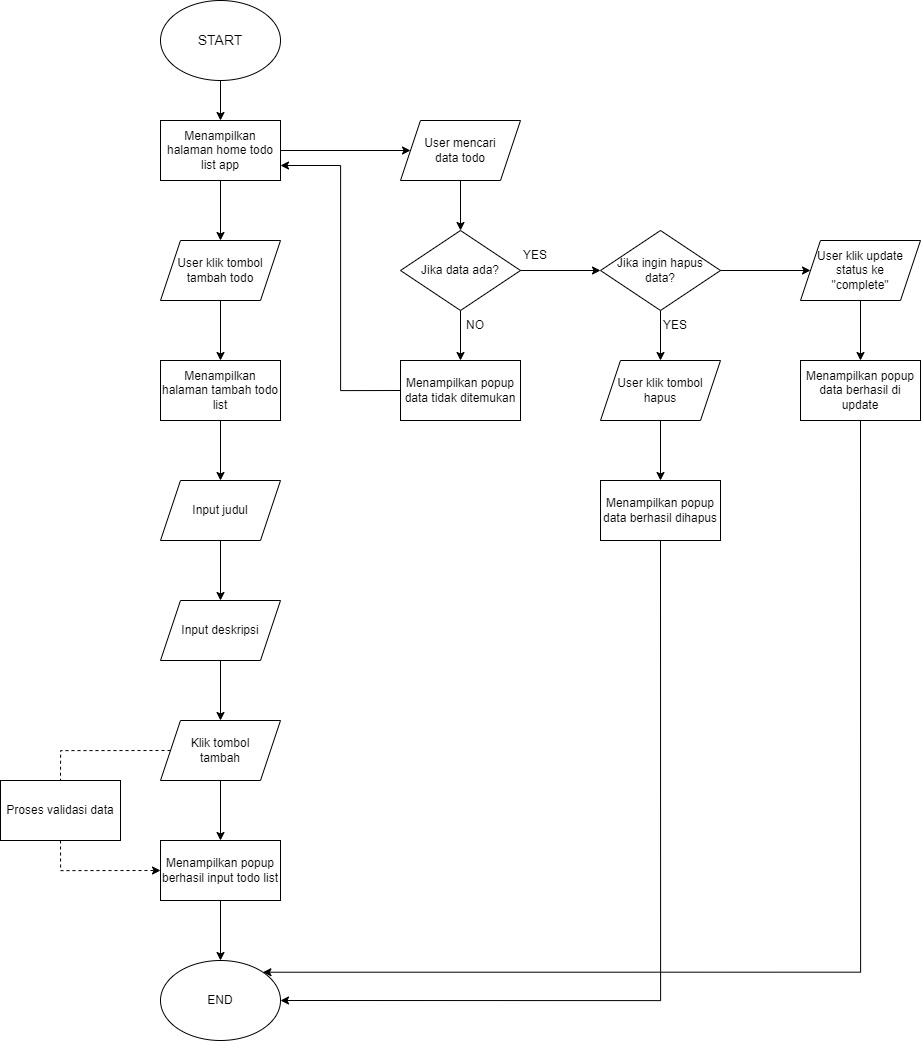 START
Menampilkan
halaman home todo
list app
User mencari
data todo
User klik tombol
tambah todo
Jika data ada?
YES
Jika ingin hapus
data?
User klik update
status ke
"complete"
NO
YES
Menampilkan
halaman tambah todo
list
Menampilkan popup
data tidak ditemukan
User klik tombol
hapus
Menampilkan popup
data berhasil di
update
Input judul
Menampilkan popup
data berhasil dihapus
Input deskripsi
Klik tombol
tambah
Proses validasi data
Menampilkan popup
berhasil input todo list
END